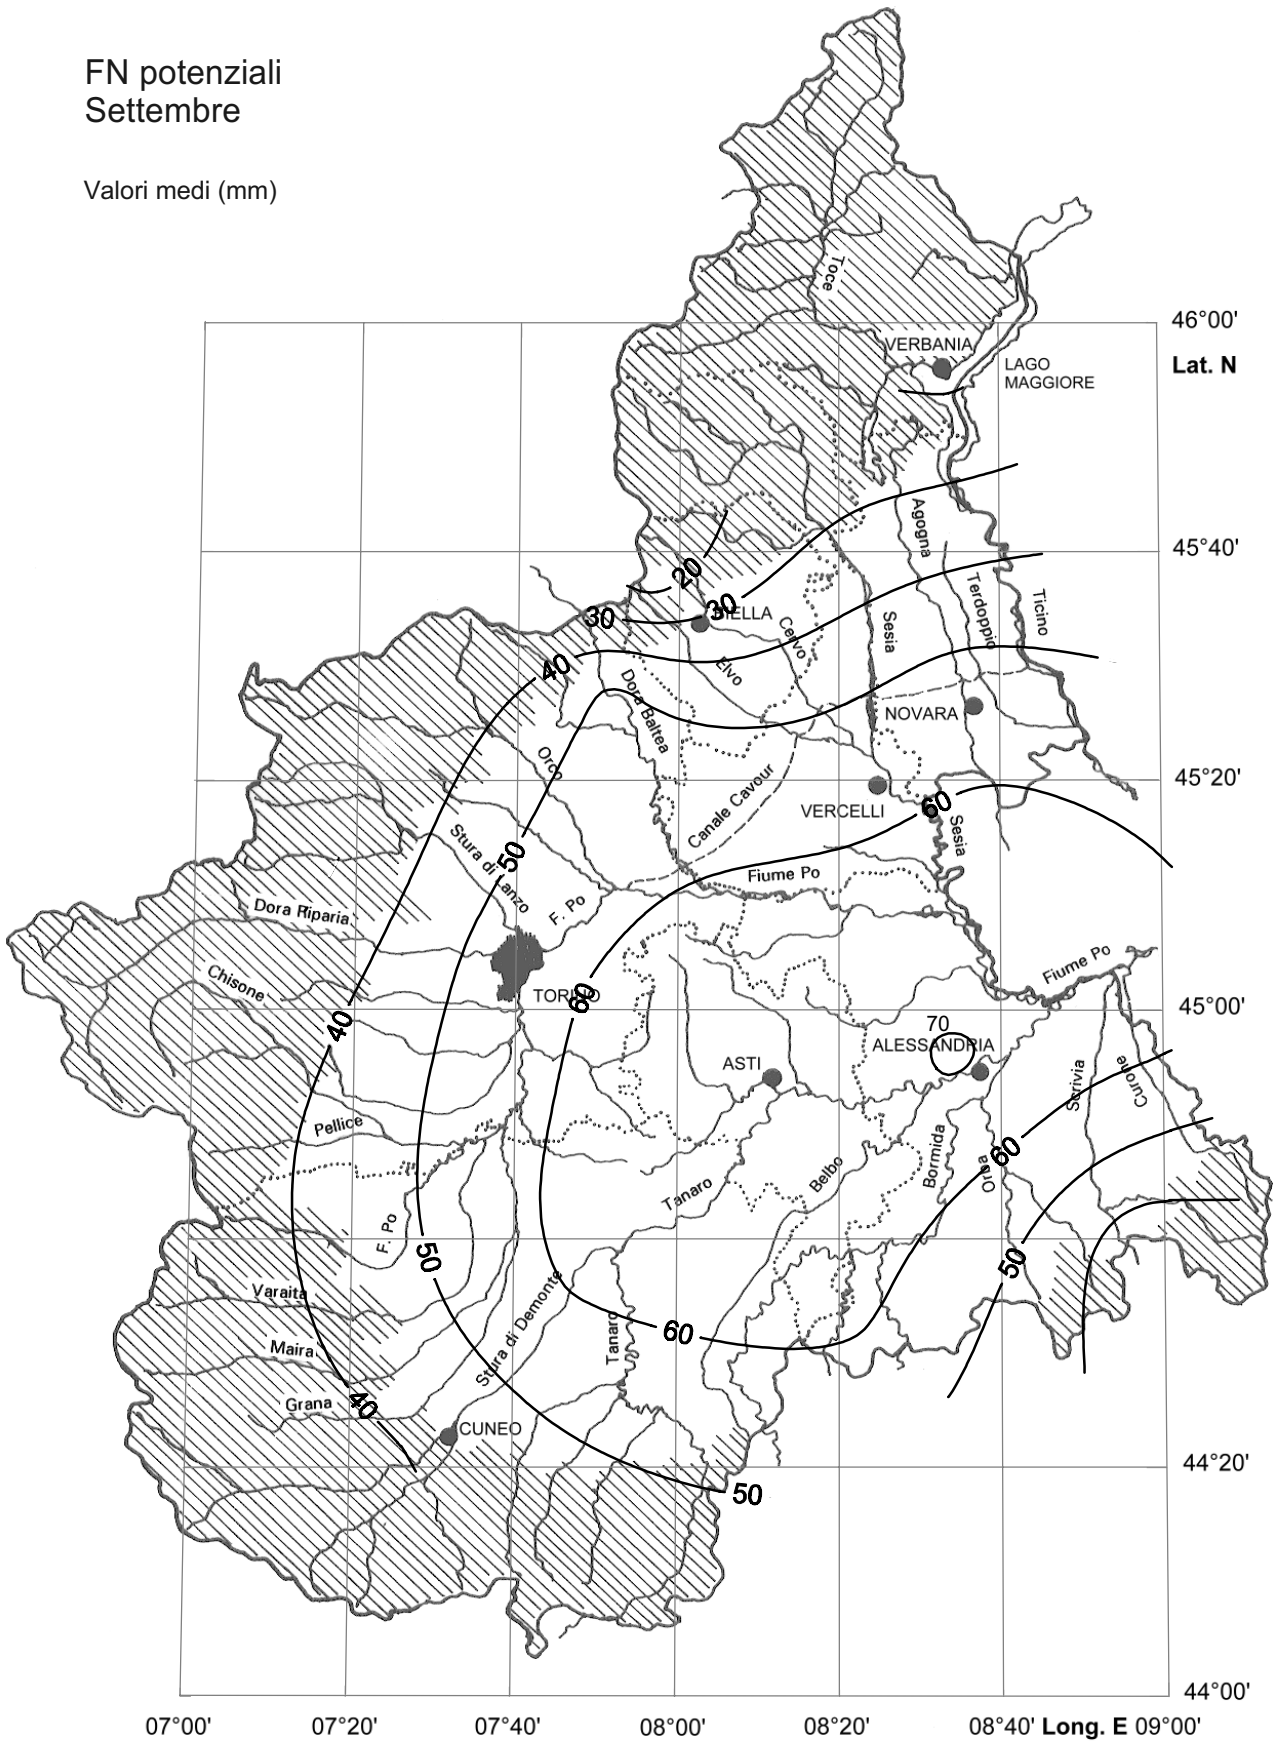 FN potenziali
Settembre
Valori medi (mm)
Toce
46°00'
VERBANIA
Lat. N
LAGO
MAGGIORE
Agogna
45°40'
20
Terdoppio
Ticino
30
30
BIELLA
Cervo
Sesia
40
Elvo
Dora Baltea
NOVARA
Orco
45°20'
Canale Cavour
VERCELLI
60
Sesia
50
Stura di Lanzo
Fiume Po
Dora Riparia
F. Po
Fiume Po
Chisone
TORINO
60
45°00'
40
70
ALESSANDRIA
ASTI
Scrivia
Curone
Pellice
60
Bormida
Orba
Belbo
Tanaro
F. Po
50
50
Varaita
Stura di Demonte
60
Tanaro
Maira
40
Grana
CUNEO
44°20'
50
44°00'
07°00'
07°20'
07°40'
08°00'
08°20'
08°40' Long. E 09°00'